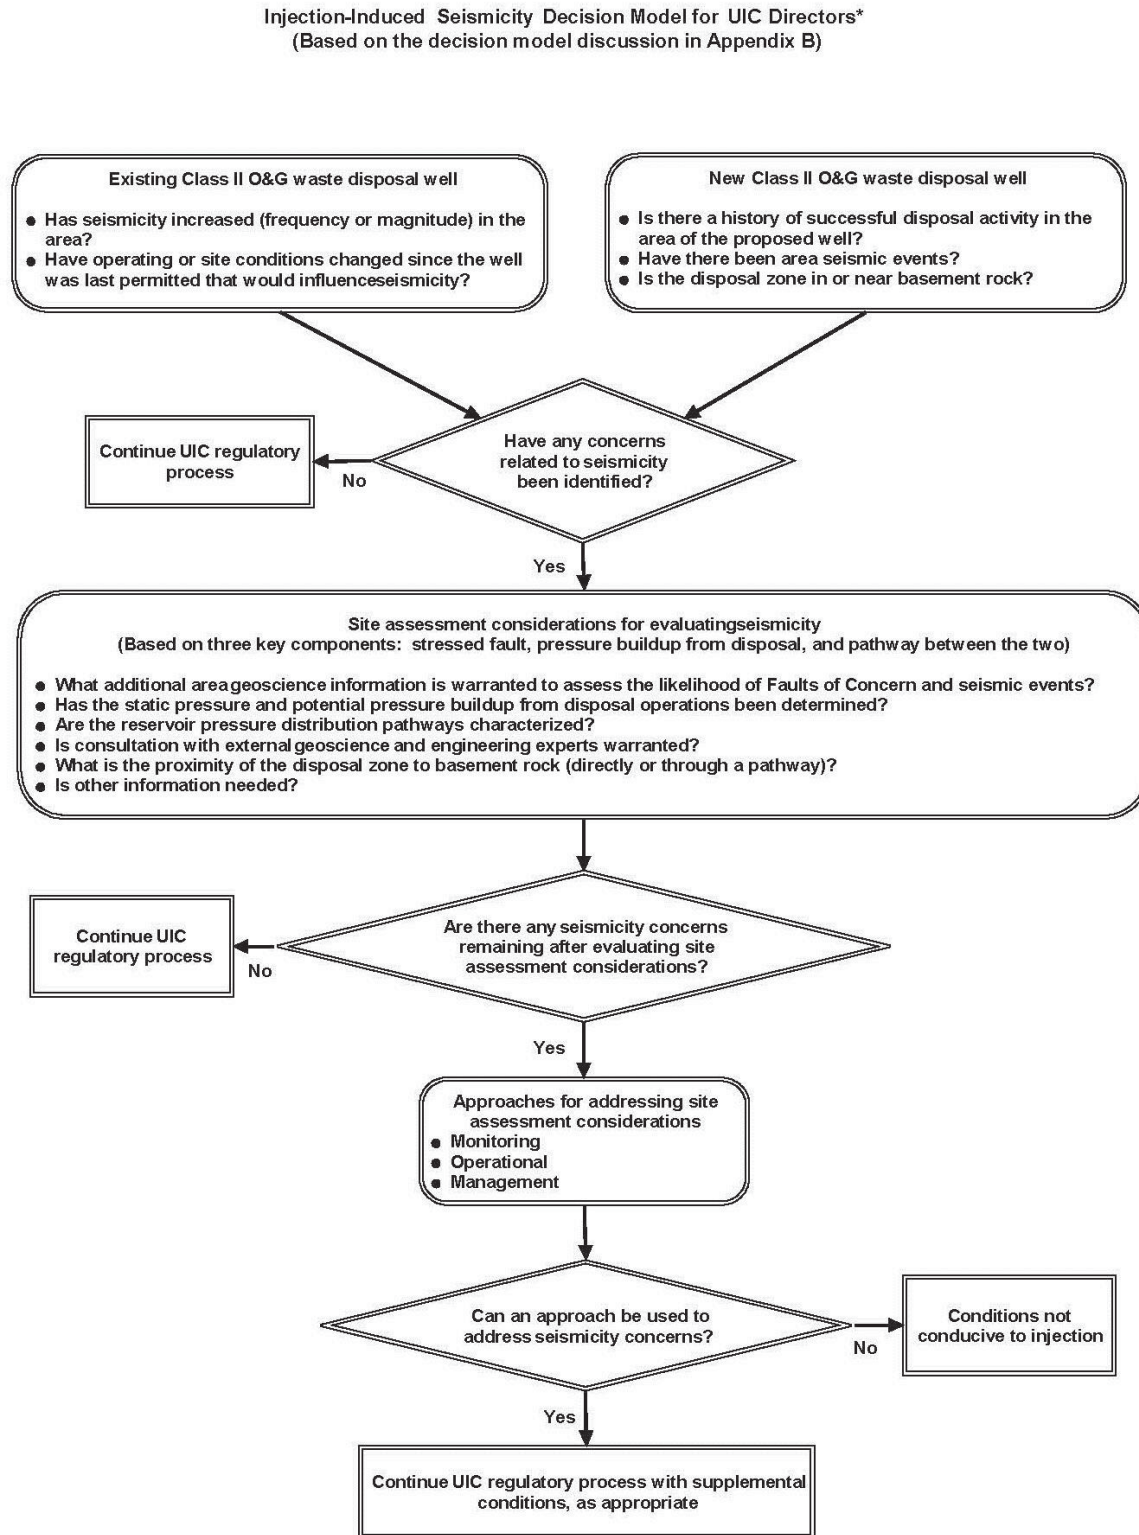 Injection-Induced Seismicity Decision Model for UIC Directors*
(Based on the decision model discussion in Appendix B)
Existing Class II O&G waste disposal well
● Has seismicity increased (frequency or magnitude) in the
area?
● Have operating or site conditions changed since the well
was last permitted that would influenceseismicity?
New Class II O&G waste disposal well
● Is there a history of successful disposal activity in the
area of the proposed well?
● Have there been area seismic events?
● Is the disposal zone in or near basement rock?
Have any concerns
related to seismicity
been identified?
No
Continue UIC regulatory
process
Yes
Site assessment considerations for evaluatingseismicity
(Based on three key components: stressed fault, pressure buildup from disposal, and pathway between the two)
● What additional area geoscience information is warranted to assess the likelihood of Faults of Concern and seismic events?
● Has the static pressure and potential pressure buildup from disposal operations been determined?
● Are the reservoir pressure distribution pathways characterized?
● Is consultation with external geoscience and engineering experts warranted?
● What is the proximity of the disposal zone to basement rock (directly or through a pathway)?
● Is other information needed?
Are there any seismicity concerns
remaining after evaluating site
assessment considerations?
No
Continue UIC
regulatory process
Yes
Approaches for addressing site
assessment considerations
● Monitoring
● Operational
● Management
Can an approach be used to
address seismicity concerns?
No
Conditions not
conducive to injection
Yes
Continue UIC regulatory process with supplemental
conditions, as appropriate